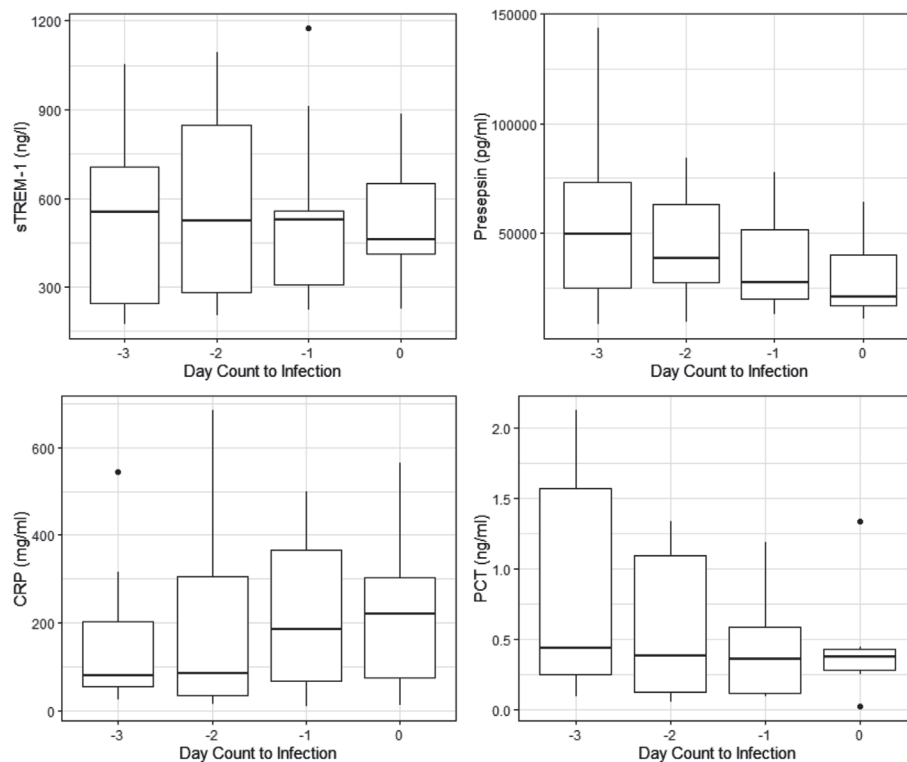 1200
900
600
300
sTREM-1 (ng/l)
-3 -2 -1 0
Day Count to Infection
150000
100000
50000
Presepsin (pg/ml)
-3 -2 -1 0
Day Count to Infection
600
400
200
0
CRP (mg/ml)
-3 -2 -1 0
Day Count to Infection
2.0
1.5
1.0
0.5
0.0
PCT (ng/ml)
-3 -2 -1 0
Day Count to Infection